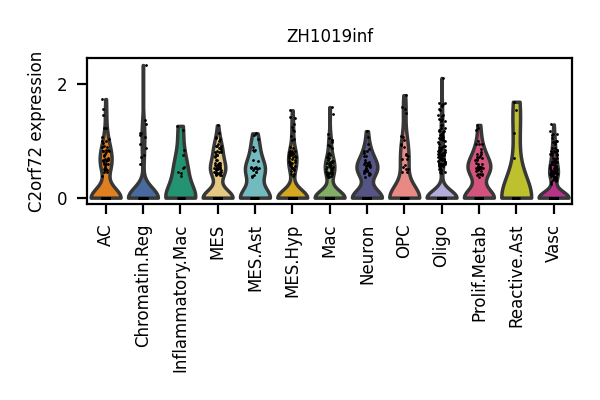 ZH1019inf
C2orf72 expression
2
0
AC
Chromatin.Reg
Inflammatory.Mac
MES
MES.Ast
MES.Hyp
Mac
Neuron
OPC
Oligo
Prolif.Metab
Reactive.Ast
Vasc